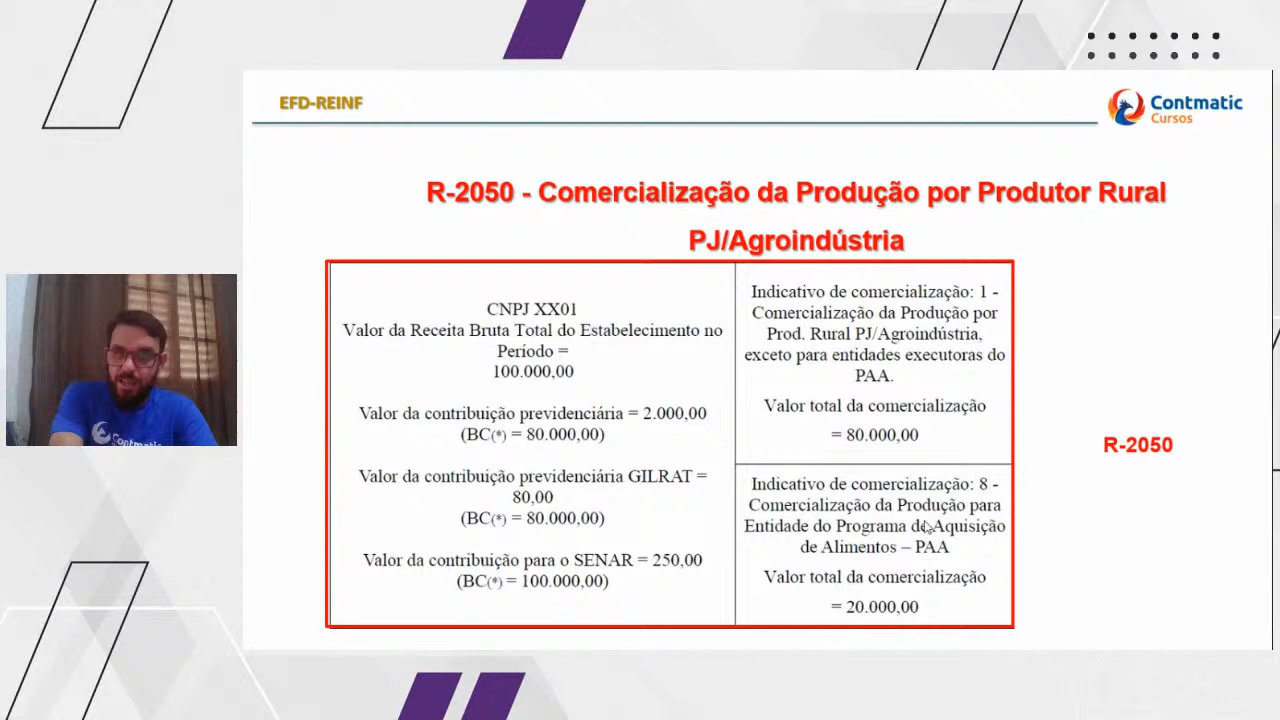 EFD-REINF
Contmatic
Cursos
R-2050 - Comercialização da Produção por Produtor Rural
PJ/Agroindústria
CNPJ XX01
Valor da Receita Bruta Total do Estabelecimento no
Período =
100.000,00
Valor da contribuição previdenciária = 2.000,00
(BC(*) = 80.000,00)
Valor da contribuição previdenciária GILRAT =
80,00
(BC(*) = 80.000,00)
Valor da contribuição para o SENAR = 250,00
(BC(*) = 100.000,00)
Indicativo de comercialização: 1 -
Comercialização da Produção por
Prod. Rural PJ/Agroindústria,
exceto para entidades executoras do
PAA.
Valor total da comercialização
= 80.000,00
Indicativo de comercialização: 8 -
Comercialização da Produção para
Entidade do Programa de Aquisição
de Alimentos – PAA
Valor total da comercialização
= 20.000,00
R-2050
Contmatic